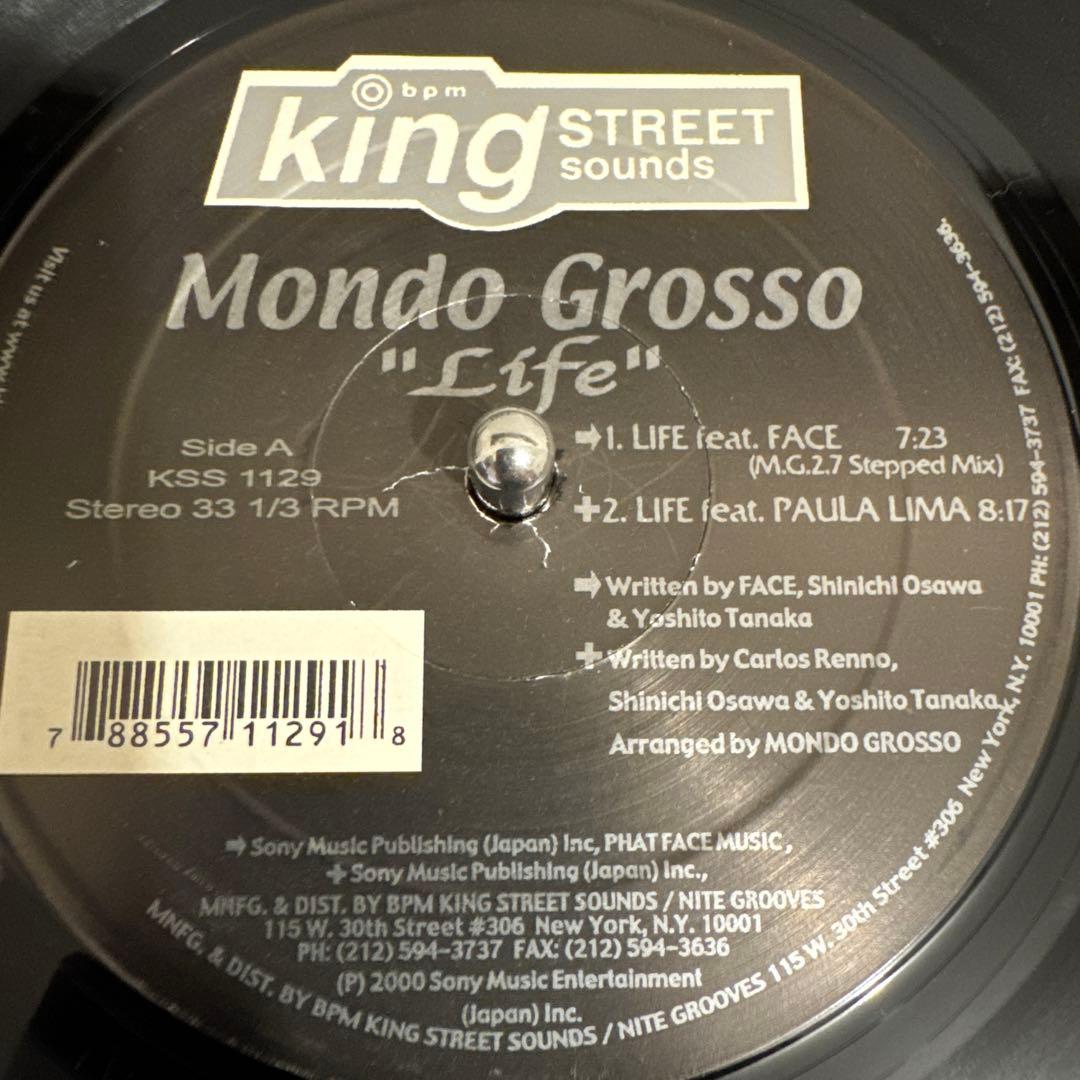 bpm
king STREET
sounds
Mondo Grosso
"Life"
Side A
KSS 1129
Stereo 33 1/3 RPM
➡1. LIFE feat. FACE 7:23
(M.G.2.7 Stepped Mix)
✚2. LIFE feat. PAULA LIMA 8:17
➡Written by FACE, Shinichi Osawa
& Yoshito Tanaka
✚Written by Carlos Renno,
Shinichi Osawa & Yoshito Tanaka
Arranged by MONDO GROSSO
7 88557 11291 8
➡Sony Music Publishing (Japan) Inc, PHAT FACE MUSIC,
✚Sony Music Publishing (Japan) Inc.,
MNFG. & DIST. BY BPM KING STREET SOUNDS / NITE GROOVES
115 W. 30th Street #306 New York, N.Y. 10001
PH: (212) 594-3737 FAX: (212) 594-3636
(P) 2000 Sony Music Entertainment
(Japan) Inc.
MNFG. & DIST. BY BPM KING STREET SOUNDS / NITE GROOVES 115 W. 30th Street #306 New York, N.Y. 10001 PH: (212) 594-3737 FAX: (212) 594-3636.
Visit us at